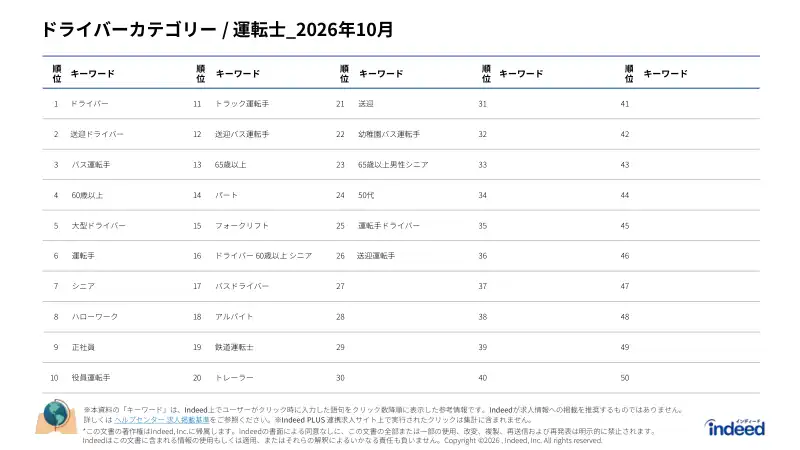 ドライバーカテゴリー / 運転士_2026年10月
順位 キーワード 順位 キーワード 順位 キーワード 順位 キーワード 順位 キーワード
1 ドライバー 11 トラック運転手 21 送迎 31 41
2 送迎ドライバー 12 送迎バス運転手 22 幼稚園バス運転手 32 42
3 バス運転手 13 65歳以上 23 65歳以上男性シニア 33 43
4 60歳以上 14 パート 24 50代 34 44
5 大型ドライバー 15 フォークリフト 25 運転手ドライバー 35 45
6 運転手 16 ドライバー 60歳以上 シニア 26 送迎運転手 36 46
7 シニア 17 バスドライバー 27 37 47
8 ハローワーク 18 アルバイト 28 38 48
9 正社員 19 鉄道運転士 29 39 49
10 役員運転手 20 トレーラー 30 40 50
※本資料の「キーワード」は、Indeed上でユーザーがクリック時に入力した語句をクリック数降順に表示した参考情報です。Indeedが求人情報への掲載を推奨するものではありません。
詳しくは ヘルプセンター 求人掲載基準をご参照ください。※Indeed PLUS 連携求人サイト上で実行されたクリックは集計に含まれません。
*この文書の著作権はIndeed, Inc.に帰属します。Indeedの書面による同意なしに、この文書の全部または一部の使用、改変、複製、再送信および再発表は明示的に禁止されます。
Indeedはこの文書に含まれる情報の使用もしくは適用、またはそれらの解釈によるいかなる責任も負いません。Copyright ©2026 , Indeed, Inc. All rights reserved.
インディード
indeed